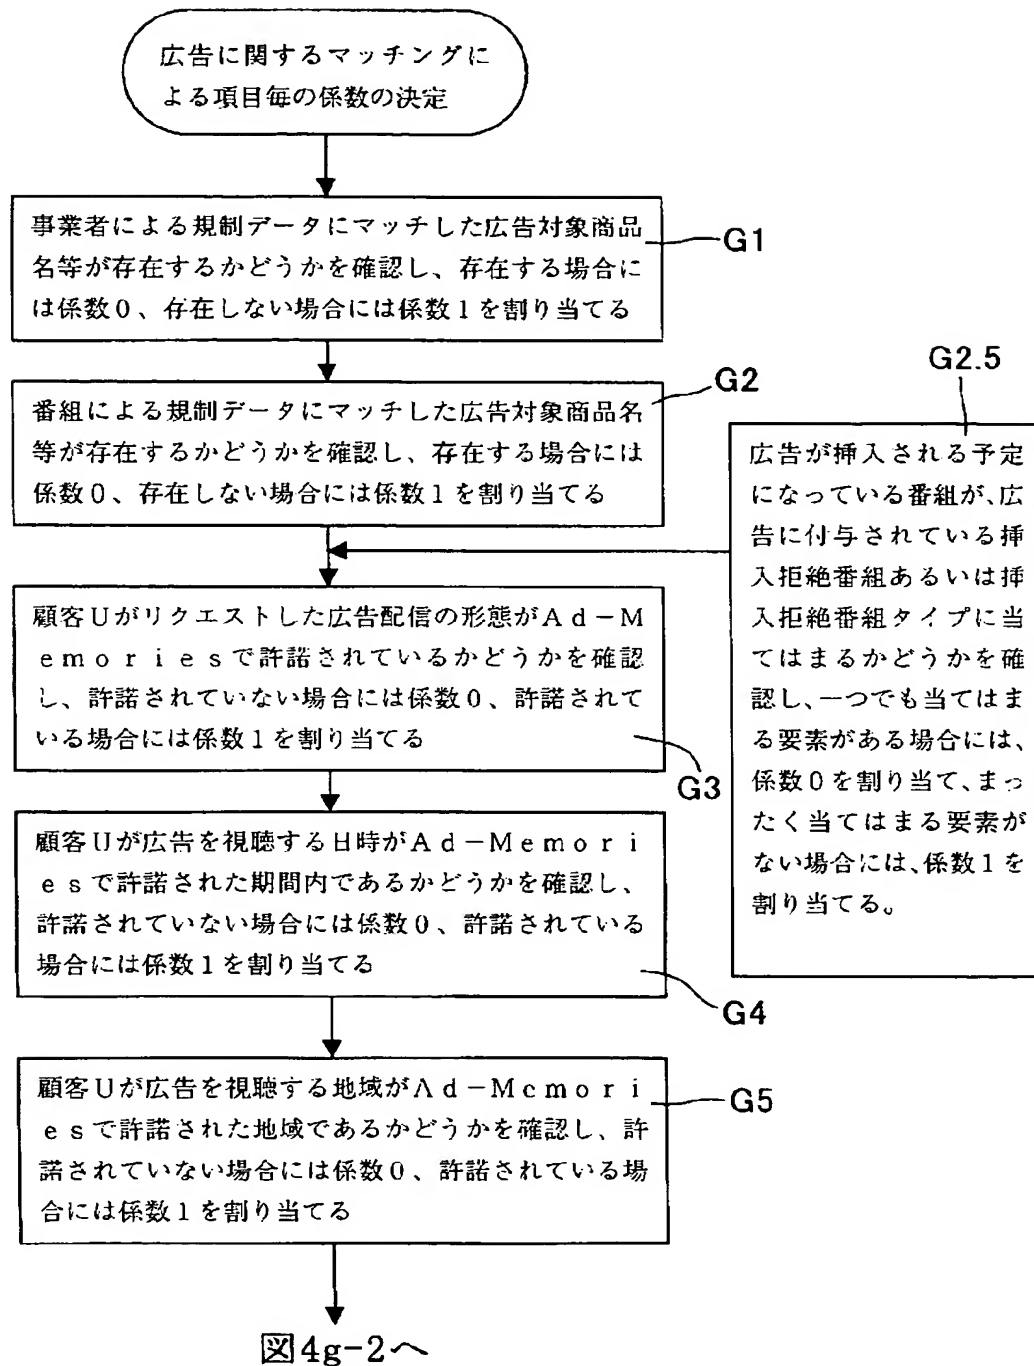 広告に関するマッチングに
よる項目毎の係数の決定
事業者による規制データにマッチした広告対象商品
名等が存在するかどうかを確認し、存在する場合に
は係数0、存在しない場合には係数1を割り当てる
G1
番組による規制データにマッチした広告対象商品名
等が存在するかどうかを確認し、存在する場合には
係数0、存在しない場合には係数1を割り当てる
G2
G2.5
広告が挿入される予定
になっている番組が、広
告に付与されている挿
入拒絶番組あるいは挿
入拒絶番組タイプに当
てはまるかどうかを確
認し、一つでも当てはま
る要素がある場合には、
係数0を割り当て、まっ
たく当てはまる要素が
ない場合には、係数1を
割り当てる。
顧客Uがリクエストした広告配信の形態がAd-M
emoriesで許諾されているかどうかを確認
し、許諾されていない場合には係数0、許諾されて
いる場合には係数1を割り当てる
G3
顧客Uが広告を視聴する日時がAd-Memori
esで許諾された期間内であるかどうかを確認し、
許諾されていない場合には係数0、許諾されている
場合には係数1を割り当てる
G4
顧客Uが広告を視聴する地域がAd-Memori
esで許諾された地域であるかどうかを確認し、許
諾されていない場合には係数0、許諾されている場
合には係数1を割り当てる
G5
図4g-2へ